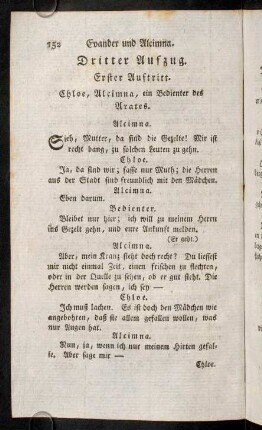 152 Evander und Alcimna.
Dritter Aufzug.
Erster Auftritt.
Chloe, Alcimna, ein Bedienter des
Arates.
Alcimna.
Sieh, Mutter, da sind die Gezelte! Mir ist
recht bang, zu solchen Leuten zu gehn.
Chloe.
Ja, da sind wir; fasse nur Muth; die Herren
aus der Stadt sind freundlich mit den Mädchen.
Alcimna.
Eben darum.
Bedienter.
Bleibet nur hier; ich will zu meinem Herrn
ins Gezelt gehn, und eure Ankunft melden.
(Er geht.)
Alcimna.
Aber, mein Kranz steht doch recht? Du liessest
mir nicht einmal Zeit, einen frischen zu flechten,
oder in der Quelle zu sehen, ob er gut steht. Die
Herren werden sagen, ich sey —
Chloe.
Ich muß lachen. Es ist doch den Mädchen wie
angebohren, daß sie allem gefallen wollen, was
nur Augen hat.
Alcimna.
Nun, ja, wenn ich nur meinem Hirten gefal-
le. Aber sage mir —
Chloe.